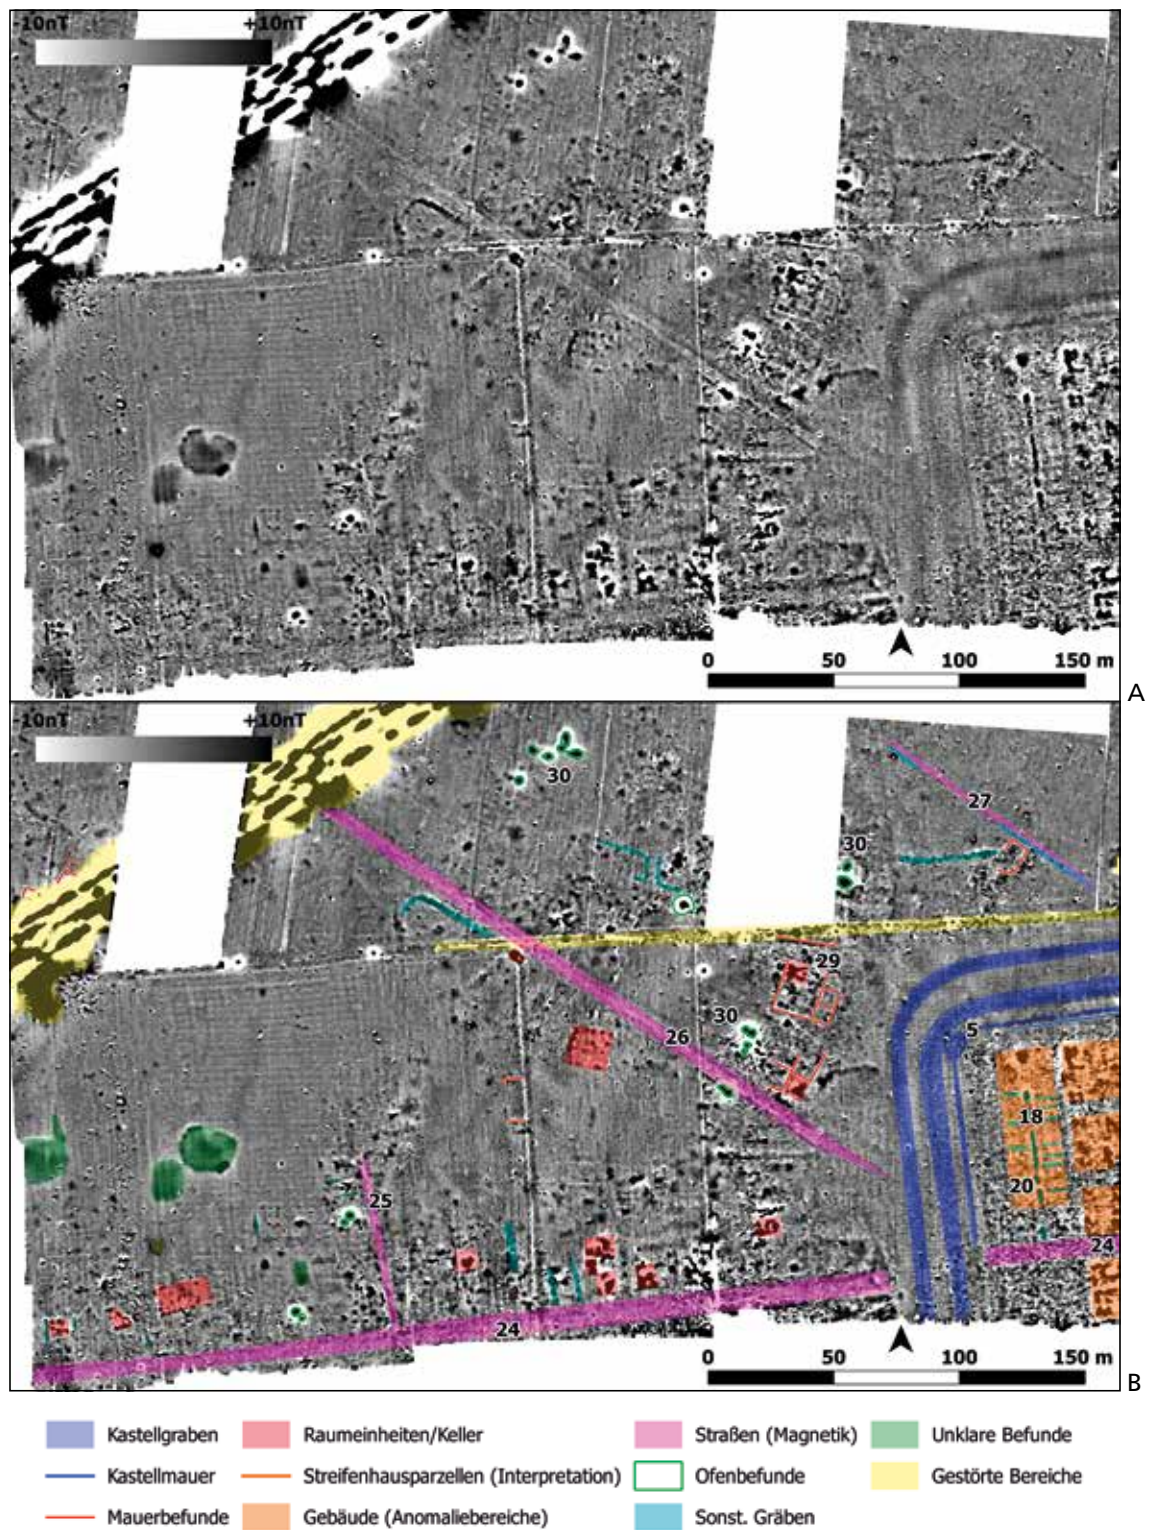 -10nT +10nT
0 50 100 150 m
A
-10nT +10nT
30
27
30
29
30
26
5
18
25
20
24
24
0 50 100 150 m
B
Kastellgraben Raumeinheiten/Keller Straßen (Magnetik) Unklare Befunde
Kastellmauer Streifenhausparzellen (Interpretation) Ofenbefunde Gestörte Bereiche
Mauerbefunde Gebäude (Anomaliebereiche) Sonst. Gräben